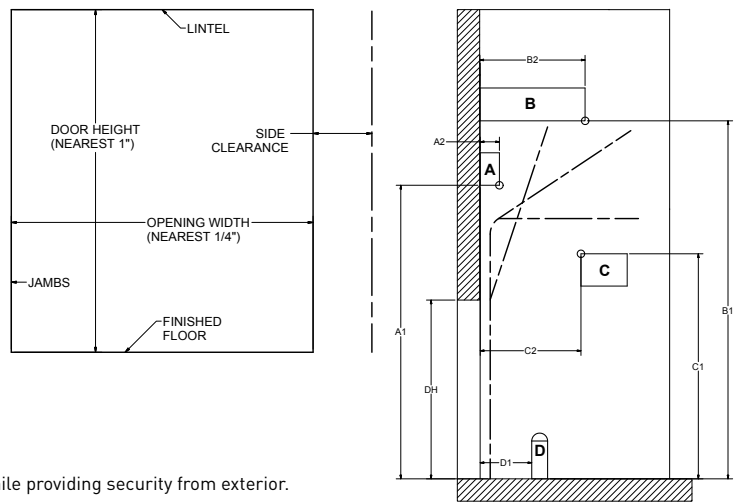 LINTEL
DOOR HEIGHT
(NEAREST 1")
SIDE
CLEARANCE
OPENING WIDTH
(NEAREST 1/4")
JAMBS
FINISHED
FLOOR
B2
B
A2
A
C
A1
B1
C2
C1
DH
D1
D
ile providing security from exterior.